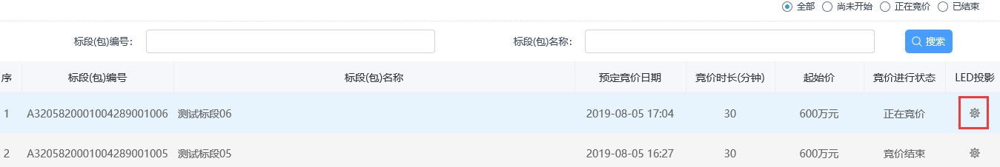 全部 尚未开始 正在竞价 已结束
标段(包)编号： 标段(包)名称： 搜索
序 标段(包)编号 标段(包)名称 预定竞价日期 竞价时长(分钟) 起始价 竞价进行状态 LED投影
1 A3205820001004289001006 测试标段06 2019-08-05 17:04 30 600万元 正在竞价
2 A3205820001004289001005 测试标段05 2019-08-05 16:27 30 600万元 竞价结束